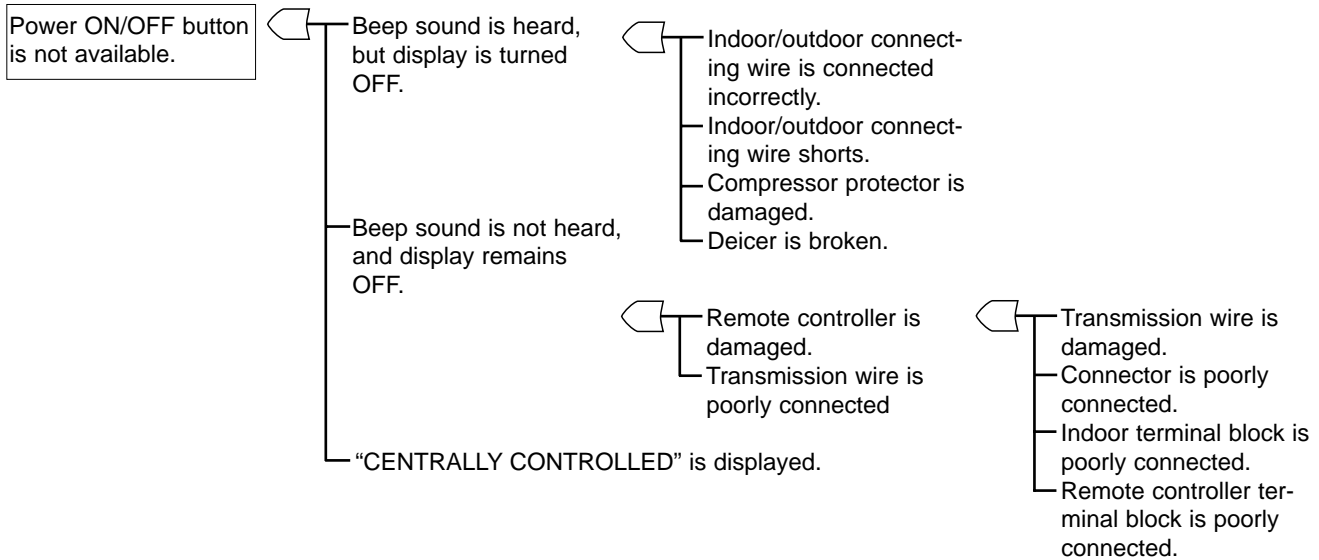 Power ON/OFF button
is not available.
Beep sound is heard,
but display is turned
OFF.
Indoor/outdoor connect-
ing wire is connected
incorrectly.
Indoor/outdoor connect-
ing wire shorts.
Compressor protector is
damaged.
Deicer is broken.
Beep sound is not heard,
and display remains
OFF.
Remote controller is
damaged.
Transmission wire is
poorly connected
Transmission wire is
damaged.
Connector is poorly
connected.
Indoor terminal block is
poorly connected.
Remote controller ter-
minal block is poorly
connected.
“CENTRALLY CONTROLLED” is displayed.